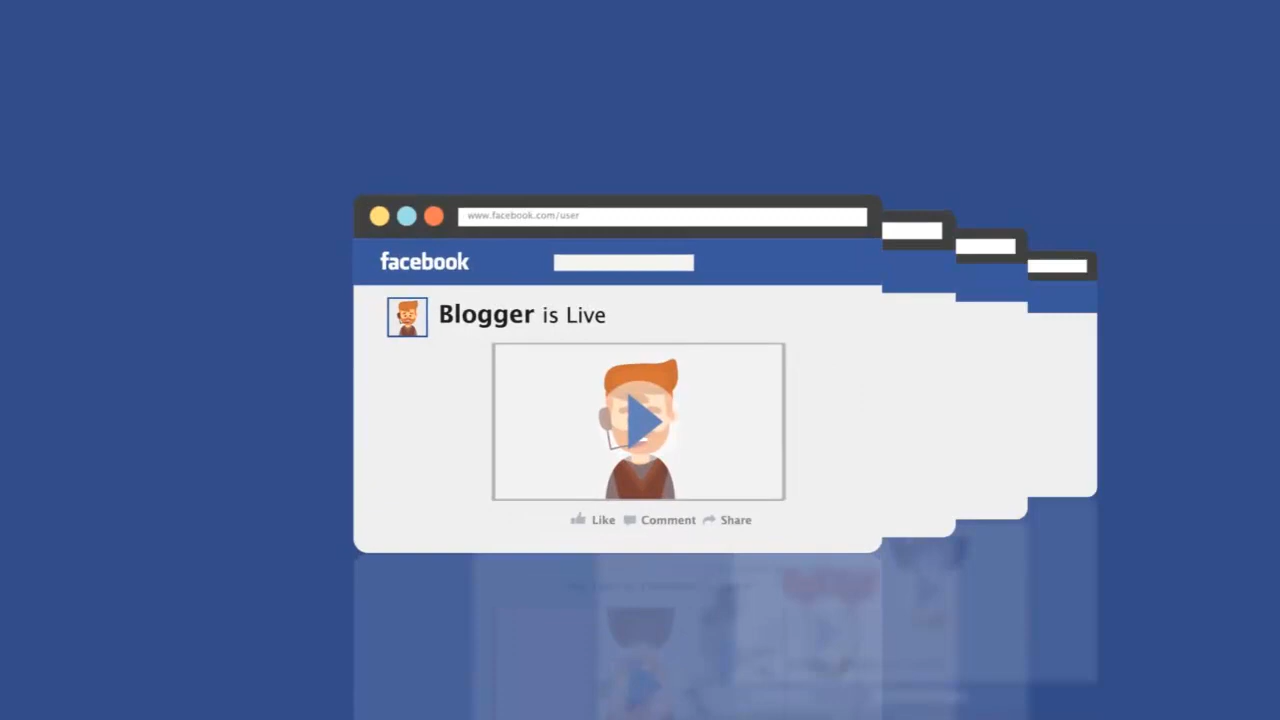 www.facebook.com/user
facebook
Blogger is Live
Like Comment Share